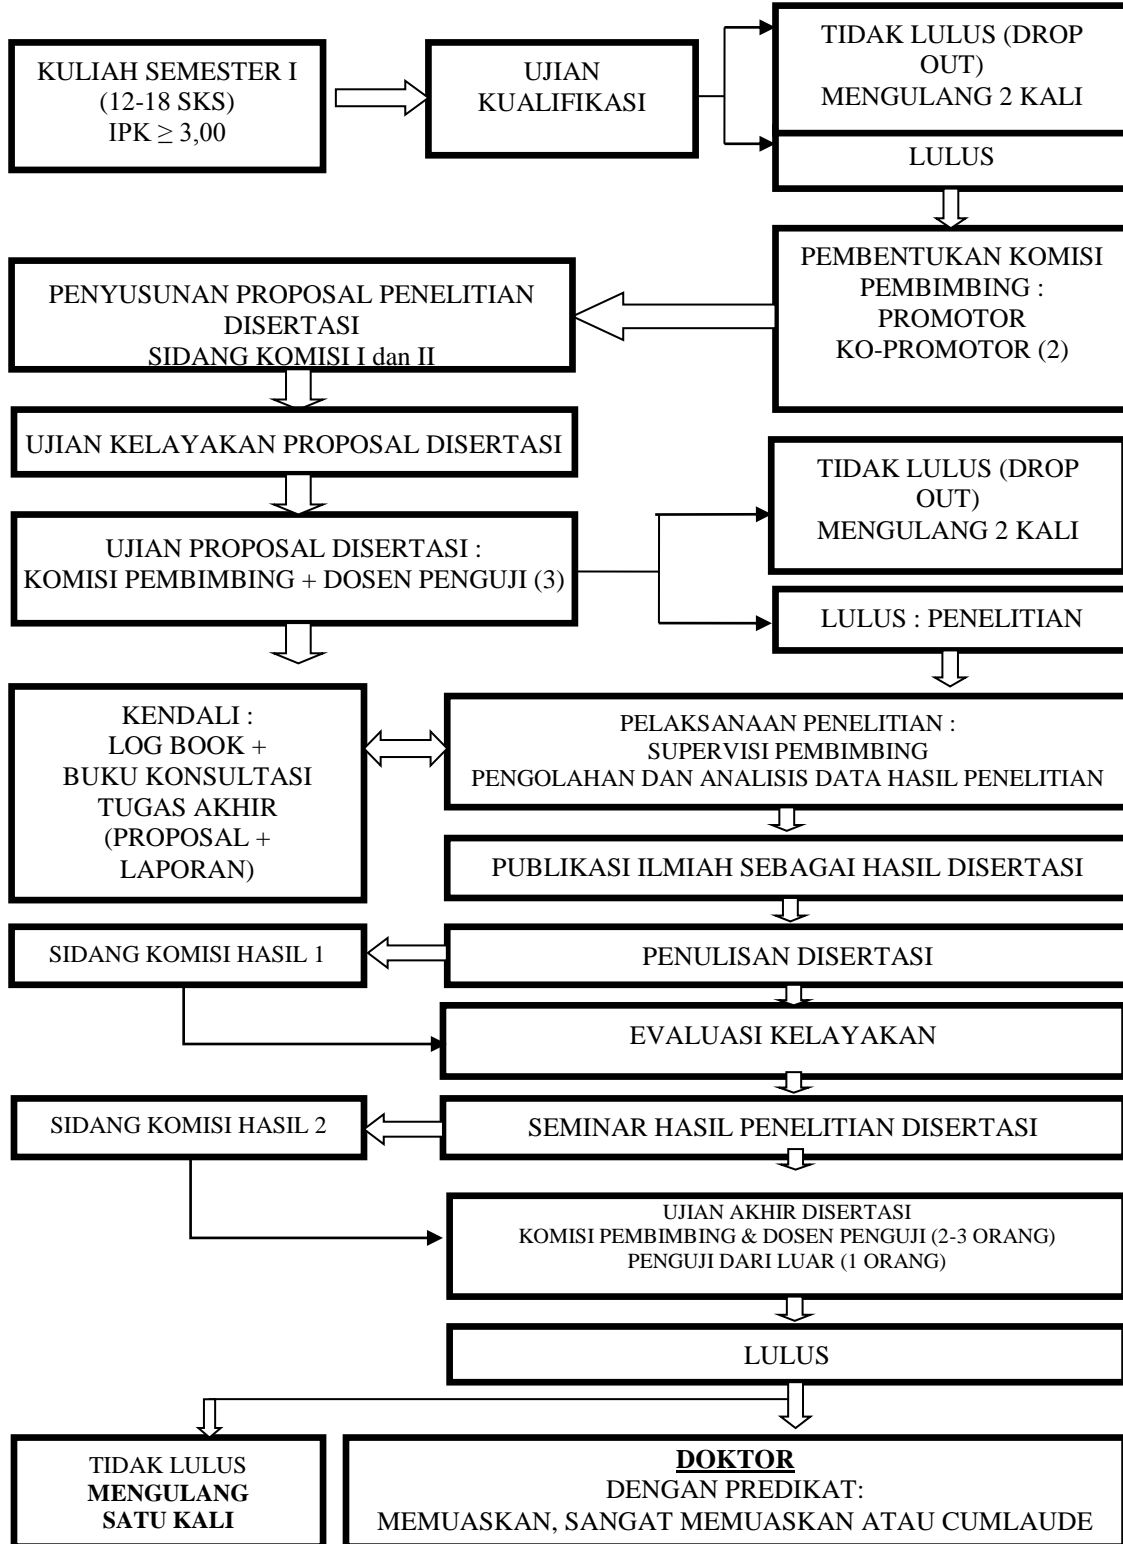 KULIAH SEMESTER I
(12-18 SKS)
IPK ≥ 3,00
UJIAN
KUALIFIKASI
TIDAK LULUS (DROP
OUT)
MENGULANG 2 KALI
LULUS
PEMBENTUKAN KOMISI
PEMBIMBING :
PROMOTOR
KO-PROMOTOR (2)
PENYUSUNAN PROPOSAL PENELITIAN
DISERTASI
SIDANG KOMISI I dan II
UJIAN KELAYAKAN PROPOSAL DISERTASI
UJIAN PROPOSAL DISERTASI :
KOMISI PEMBIMBING + DOSEN PENGUJI (3)
TIDAK LULUS (DROP
OUT)
MENGULANG 2 KALI
LULUS : PENELITIAN
KENDALI :
LOG BOOK +
BUKU KONSULTASI
TUGAS AKHIR
(PROPOSAL +
LAPORAN)
PELAKSANAAN PENELITIAN :
SUPERVISI PEMBIMBING
PENGOLAHAN DAN ANALISIS DATA HASIL PENELITIAN
PUBLIKASI ILMIAH SEBAGAI HASIL DISERTASI
SIDANG KOMISI HASIL 1
PENULISAN DISERTASI
EVALUASI KELAYAKAN
SIDANG KOMISI HASIL 2
SEMINAR HASIL PENELITIAN DISERTASI
UJIAN AKHIR DISERTASI
KOMISI PEMBIMBING & DOSEN PENGUJI (2-3 ORANG)
PENGUJI DARI LUAR (1 ORANG)
LULUS
TIDAK LULUS
MENGULANG
SATU KALI
DOKTOR
DENGAN PREDIKAT:
MEMUASKAN, SANGAT MEMUASKAN ATAU CUMLAUDE